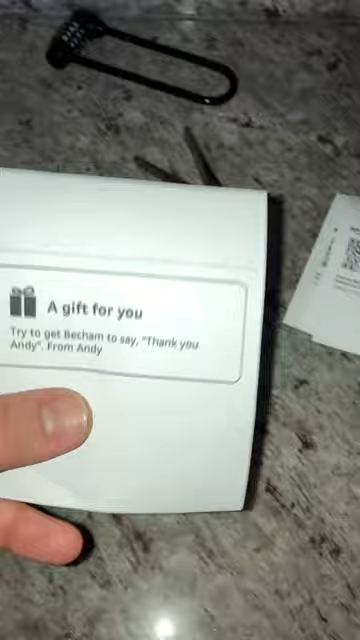 A gift for you
Try to get Becham to say, "Thank you
Andy". From Andy